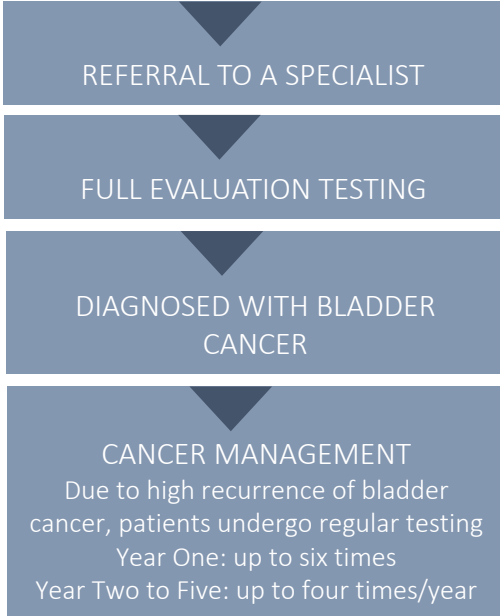 REFERRAL TO A SPECIALIST
FULL EVALUATION TESTING
DIAGNOSED WITH BLADDER
CANCER
CANCER MANAGEMENT
Due to high recurrence of bladder
cancer, patients undergo regular testing
Year One: up to six times
Year Two to Five: up to four times/year